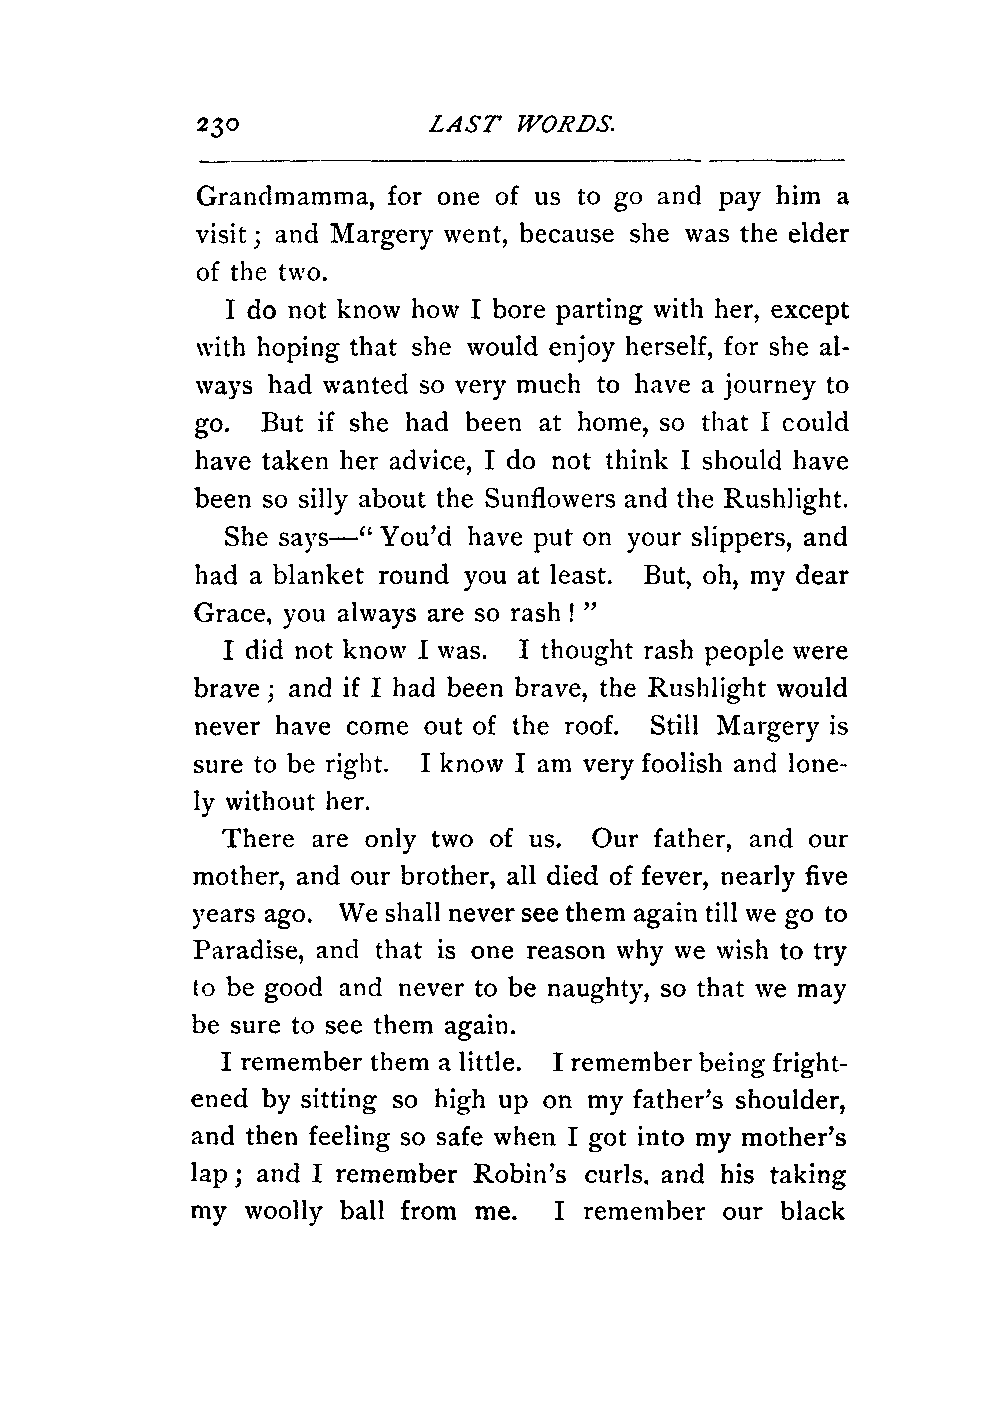 230 LAST WORDS.
Grandmamma, for one of us to go and pay him a
visit; and Margery went, because she was the elder
of the two.
I do not know how I bore parting with her, except
with hoping that she would enjoy herself, for she al-
ways had wanted so very much to have a journey to
go. But if she had been at home, so that I could
have taken her advice, I do not think I should have
been so silly about the Sunflowers and the Rushlight.
She says—“You’d have put on your slippers, and
had a blanket round you at least. But, oh, my dear
Grace, you always are so rash!”
I did not know I was. I thought rash people were
brave; and if I had been brave, the Rushlight would
never have come out of the roof. Still Margery is
sure to be right. I know I am very foolish and lone-
ly without her.
There are only two of us. Our father, and our
mother, and our brother, all died of fever, nearly five
years ago. We shall never see them again till we go to
Paradise, and that is one reason why we wish to try
to be good and never to be naughty, so that we may
be sure to see them again.
I remember them a little. I remember being fright-
ened by sitting so high up on my father’s shoulder,
and then feeling so safe when I got into my mother’s
lap; and I remember Robin’s curls, and his taking
my woolly ball from me. I remember our black